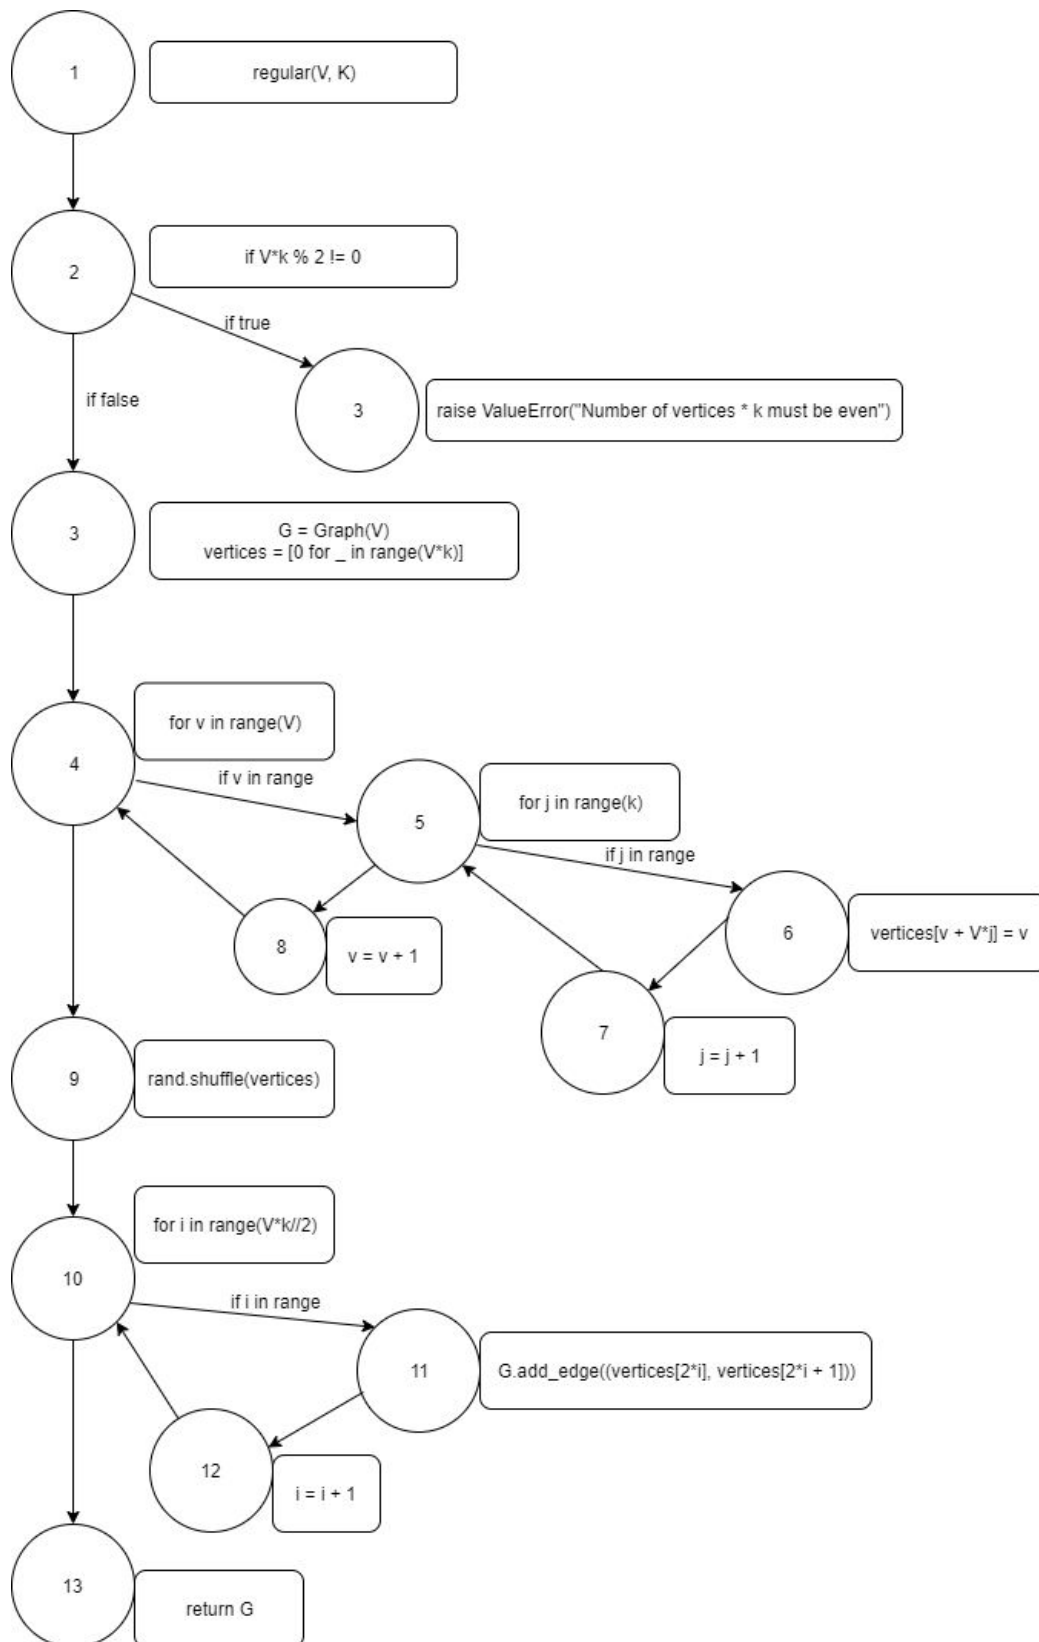 1
regular(V, K)
2
if V*k % 2 != 0
if true
if false
3
raise ValueError("Number of vertices * k must be even")
3
G = Graph(V)
vertices = [0 for _ in range(V*k)]
4
for v in range(V)
if v in range
5
for j in range(k)
if j in range
6
vertices[v + V*j] = v
8
v = v + 1
7
j = j + 1
9
rand.shuffle(vertices)
10
for i in range(V*k//2)
if i in range
11
G.add_edge((vertices[2*i], vertices[2*i + 1]))
12
i = i + 1
13
return G